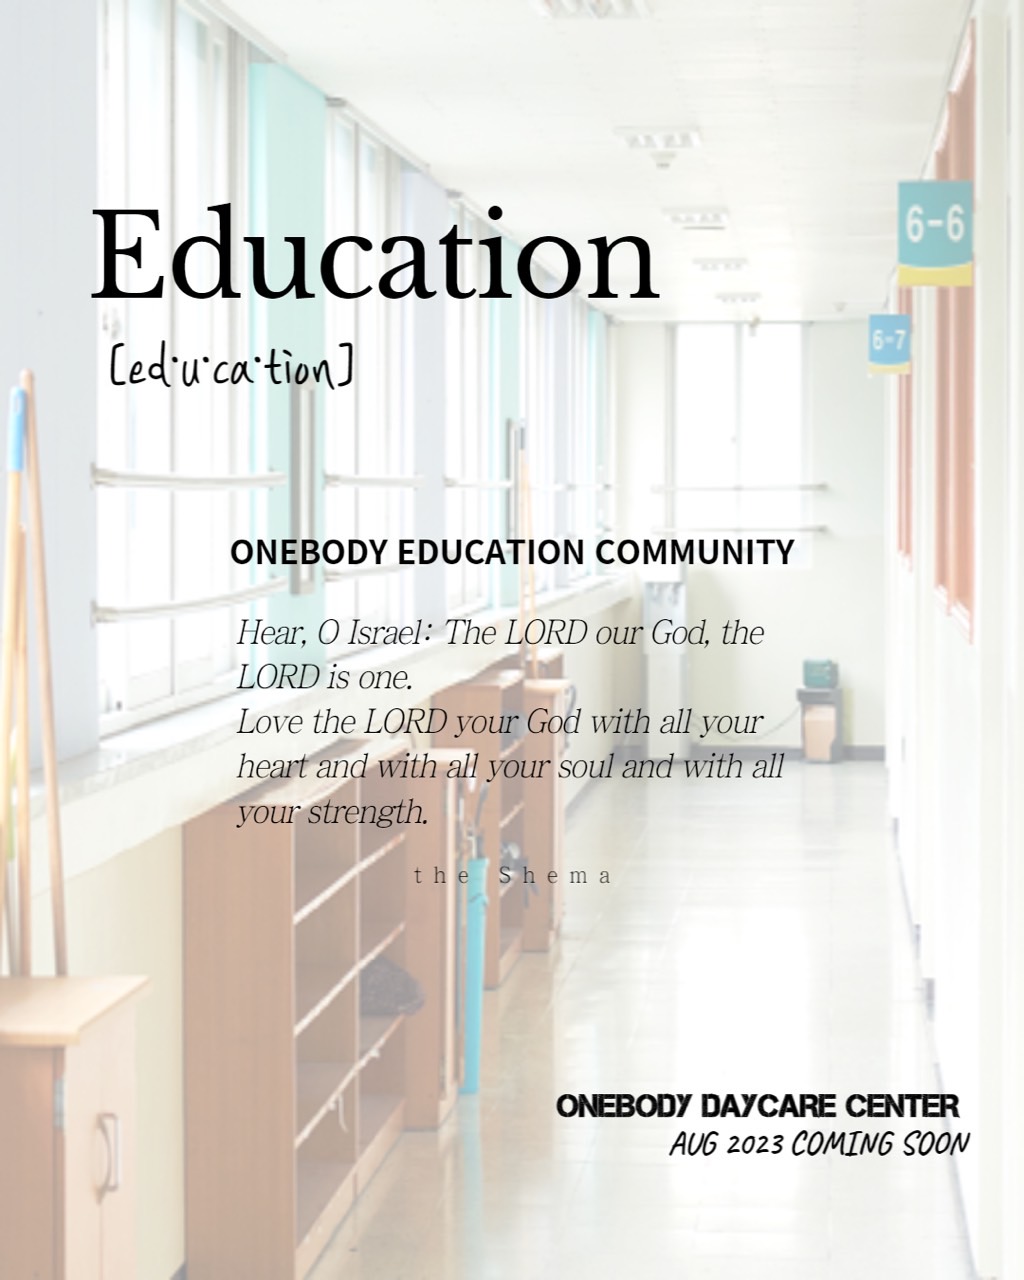 Education
[ed·u·ca·tion]
6-6
6-7
ONEBODY EDUCATION COMMUNITY
Hear, O Israel: The LORD our God, the
LORD is one.
Love the LORD your God with all your
heart and with all your soul and with all
your strength.
the Shema
ONEBODY DAYCARE CENTER
AUG 2023 COMING SOON